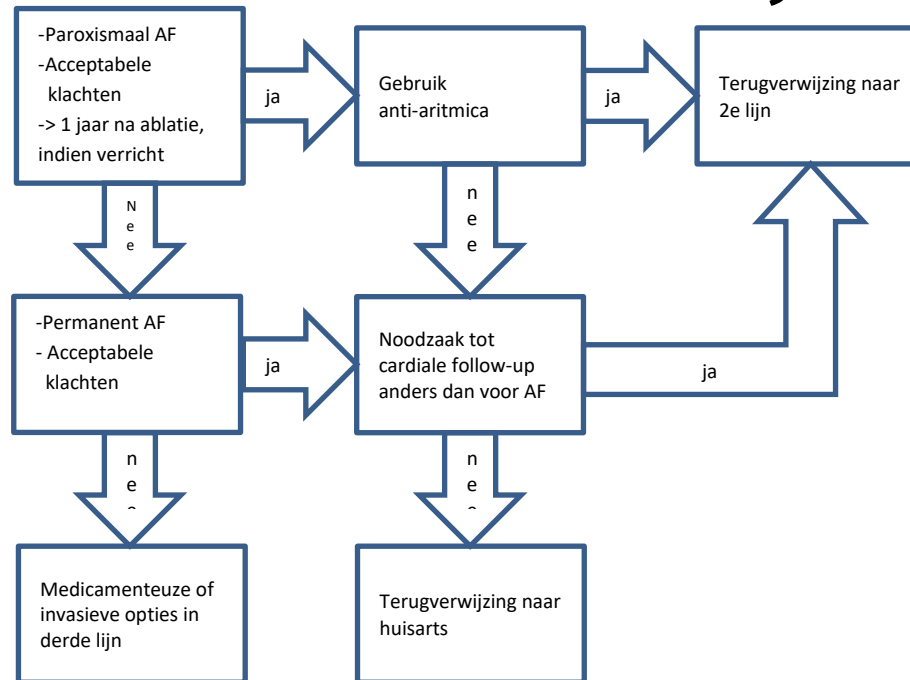 -Paroxismaal AF
-Acceptabele
klachten
-> 1 jaar na ablatie,
indien verricht
ja
Gebruik
anti-aritmica
ja
Terugverwijzing naar
2e lijn
N
e
e
n
e
e
-Permanent AF
- Acceptabele
klachten
ja
Noodzaak tot
cardiale follow-up
anders dan voor AF
ja
n
e
n
e
Medicamenteuze of
invasieve opties in
derde lijn
Terugverwijzing naar
huisarts